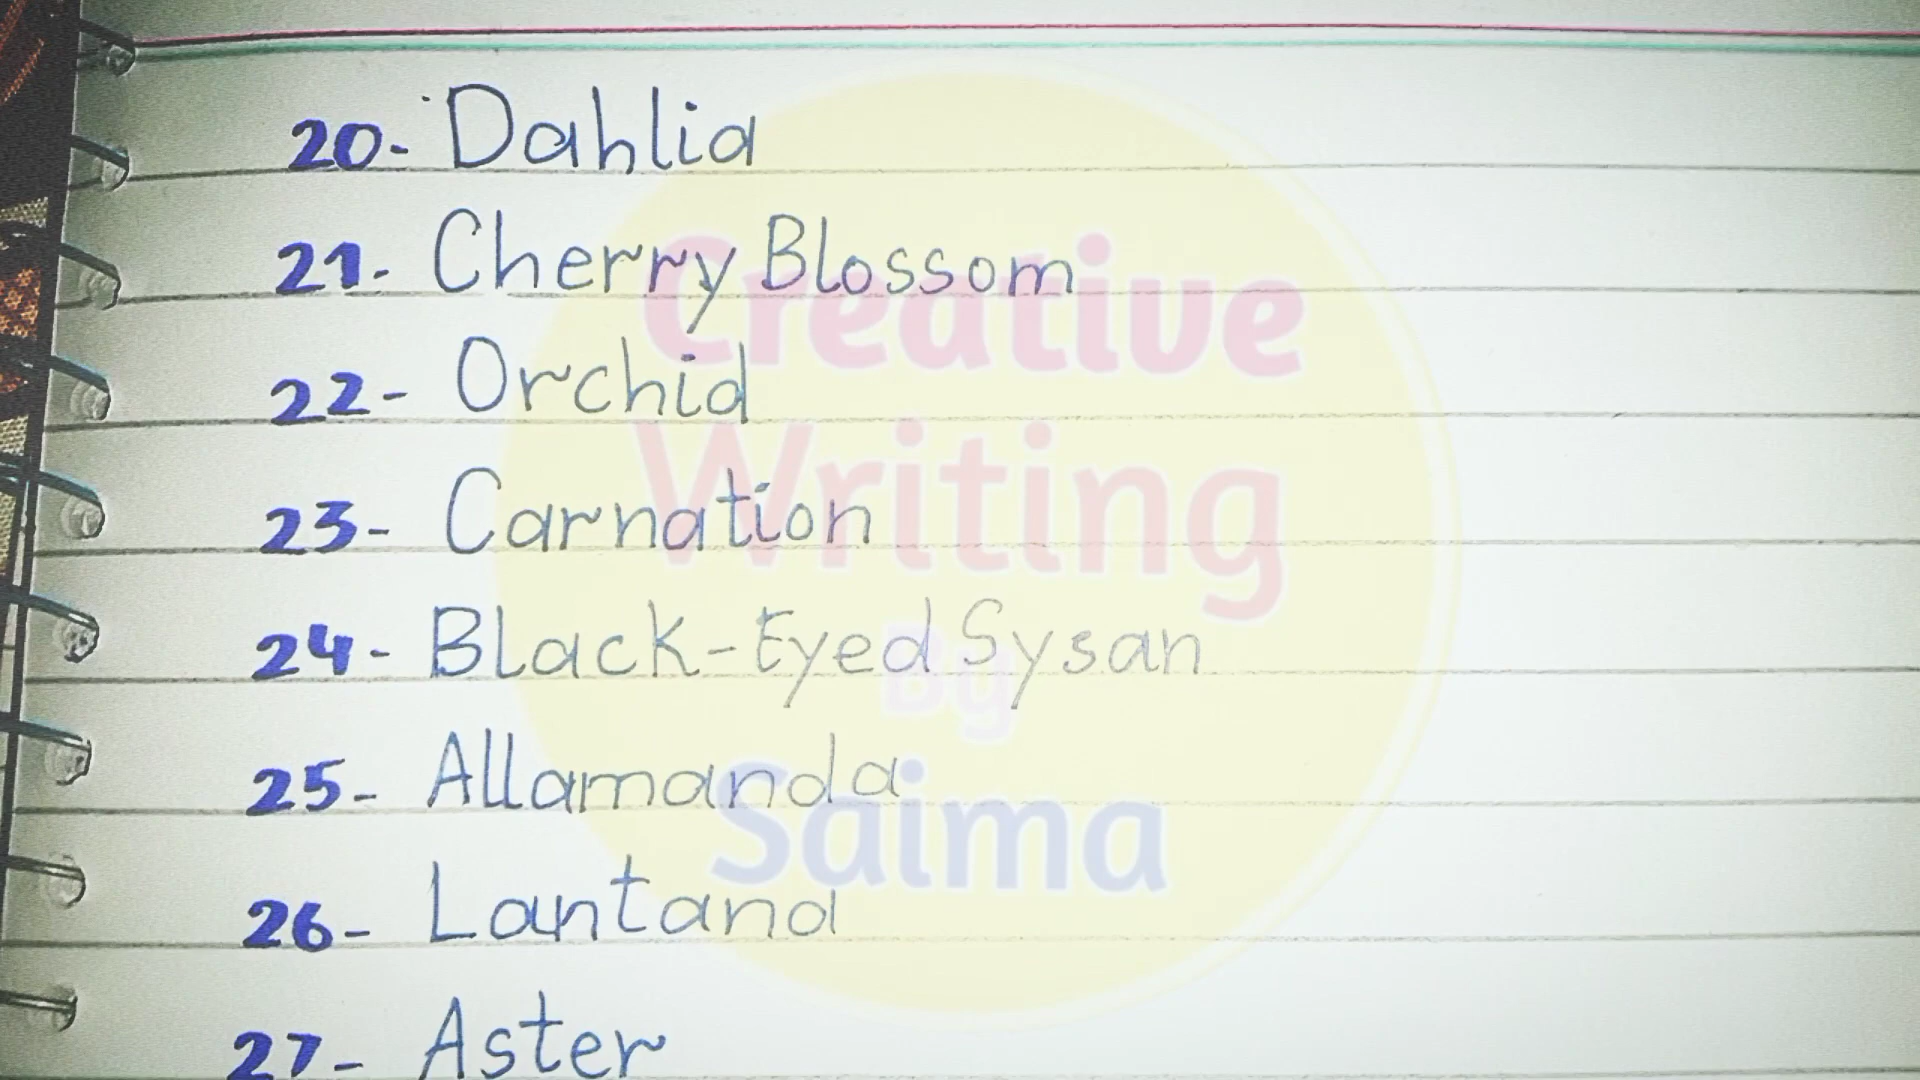 20- Dahlia
21- Cherry Blossom
22- Orchid
23- Carnation
24- Black-Eyed Sysan
25- Allamanda
26- Lantana
27- Aster
Creative
Writing
By
Saima